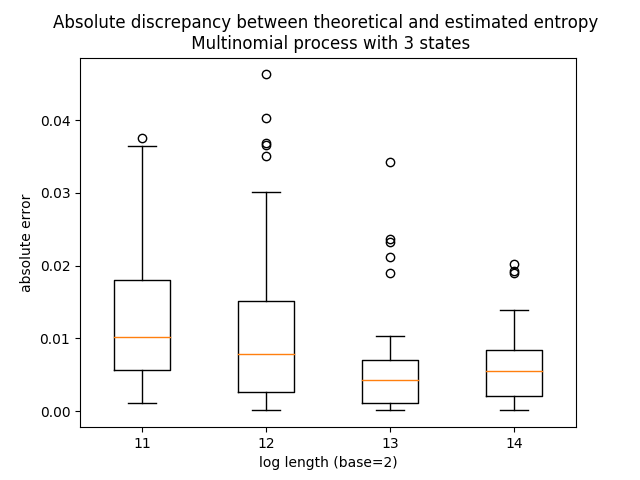 Absolute discrepancy between theoretical and estimated entropy
Multinomial process with 3 states
0.04
0.03
0.02
0.01
0.00
absolute error
11 12 13 14
log length (base=2)